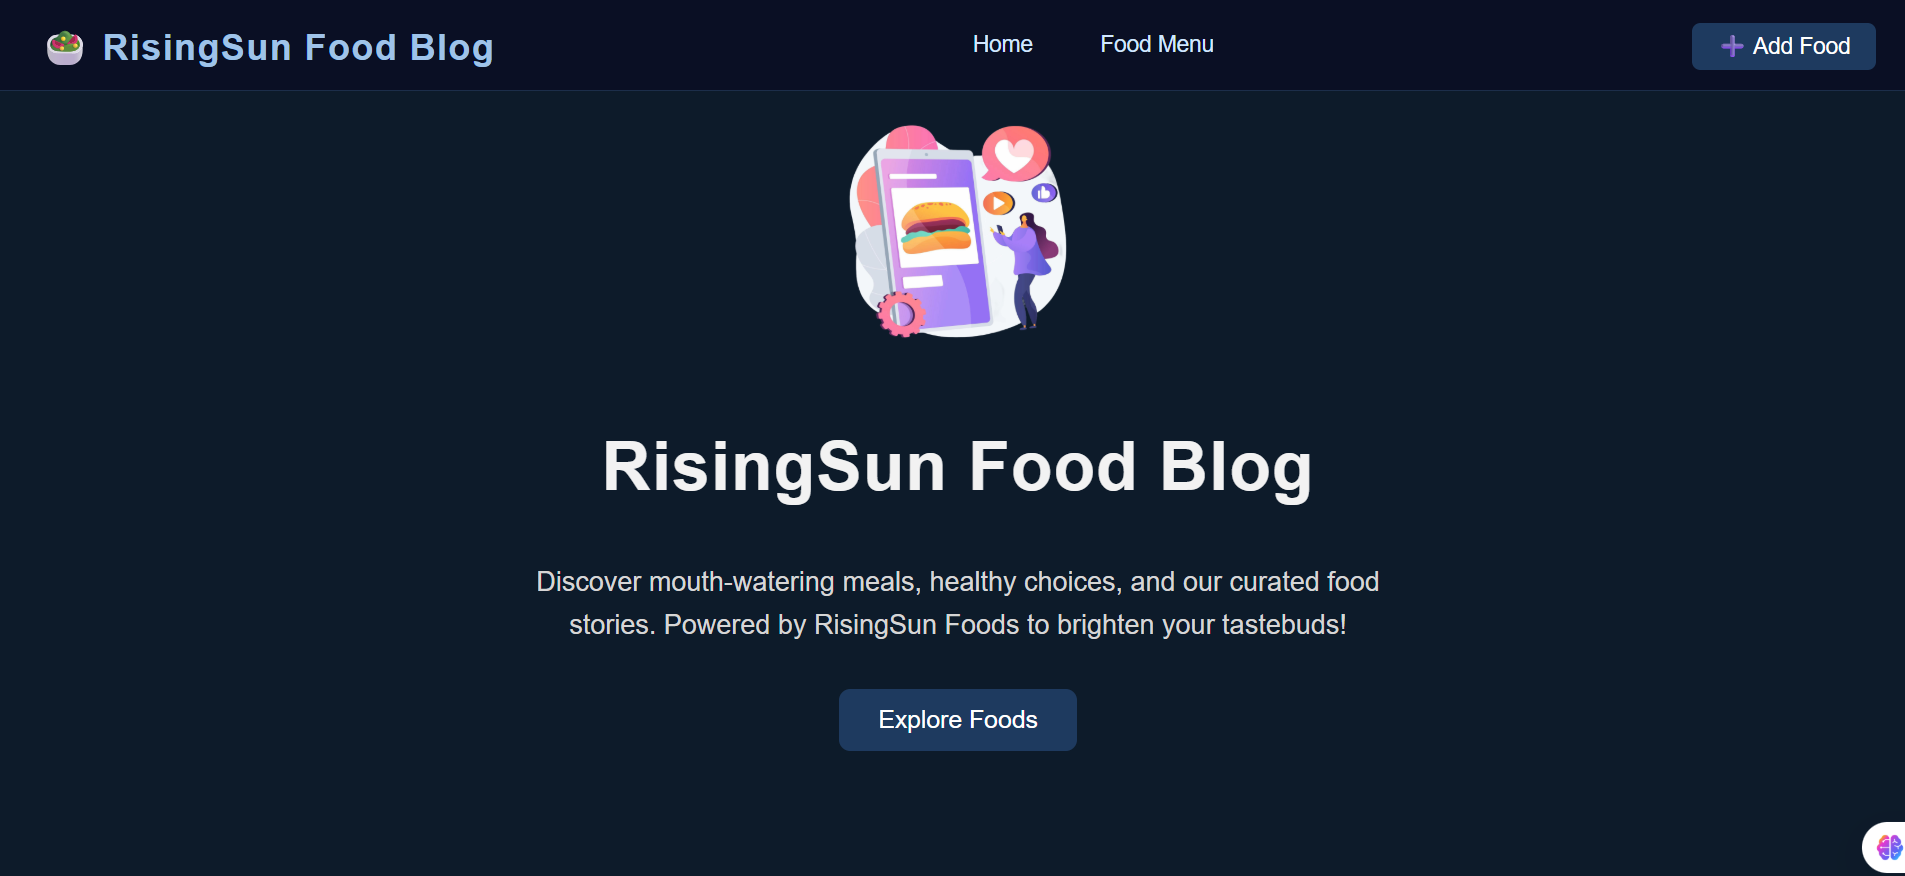 RisingSun Food Blog
Home
Food Menu
Add Food
RisingSun Food Blog
Discover mouth-watering meals, healthy choices, and our curated food
stories. Powered by RisingSun Foods to brighten your tastebuds!
Explore Foods